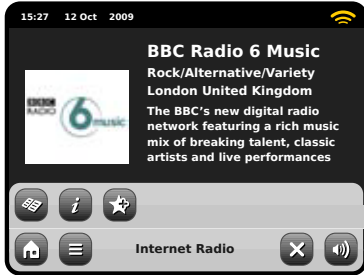 15:27 12 Oct 2009
BBC Radio 6 Music
Rock/Alternative/Variety
London United Kingdom
BBC
RADIO
6
music
The BBC's new digital radio
network featuring a rich music
mix of breaking talent, classic
artists and live performances
i
Internet Radio